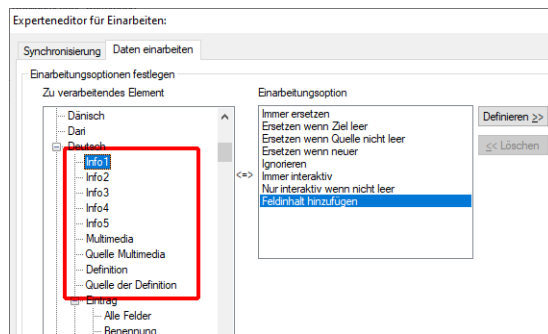 Experteneditor für Einarbeiten:
Synchronisierung
Daten einarbeiten
Einarbeitungsoptionen festlegen
Zu verarbeitendes Element
Dänisch
Dari
Deutsch
Info1
Info2
Info3
Info4
Info5
Multimedia
Quelle Multimedia
Definition
Quelle der Definition
Eintrag
Alle Felder
Benennung
<=>
Einarbeitungsoption
Immer ersetzen
Ersetzen wenn Ziel leer
Ersetzen wenn Quelle nicht leer
Ersetzen wenn neuer
Ignorieren
Immer interaktiv
Nur interaktiv wenn nicht leer
Feldinhalt hinzufügen
Definieren >>
<< Löschen